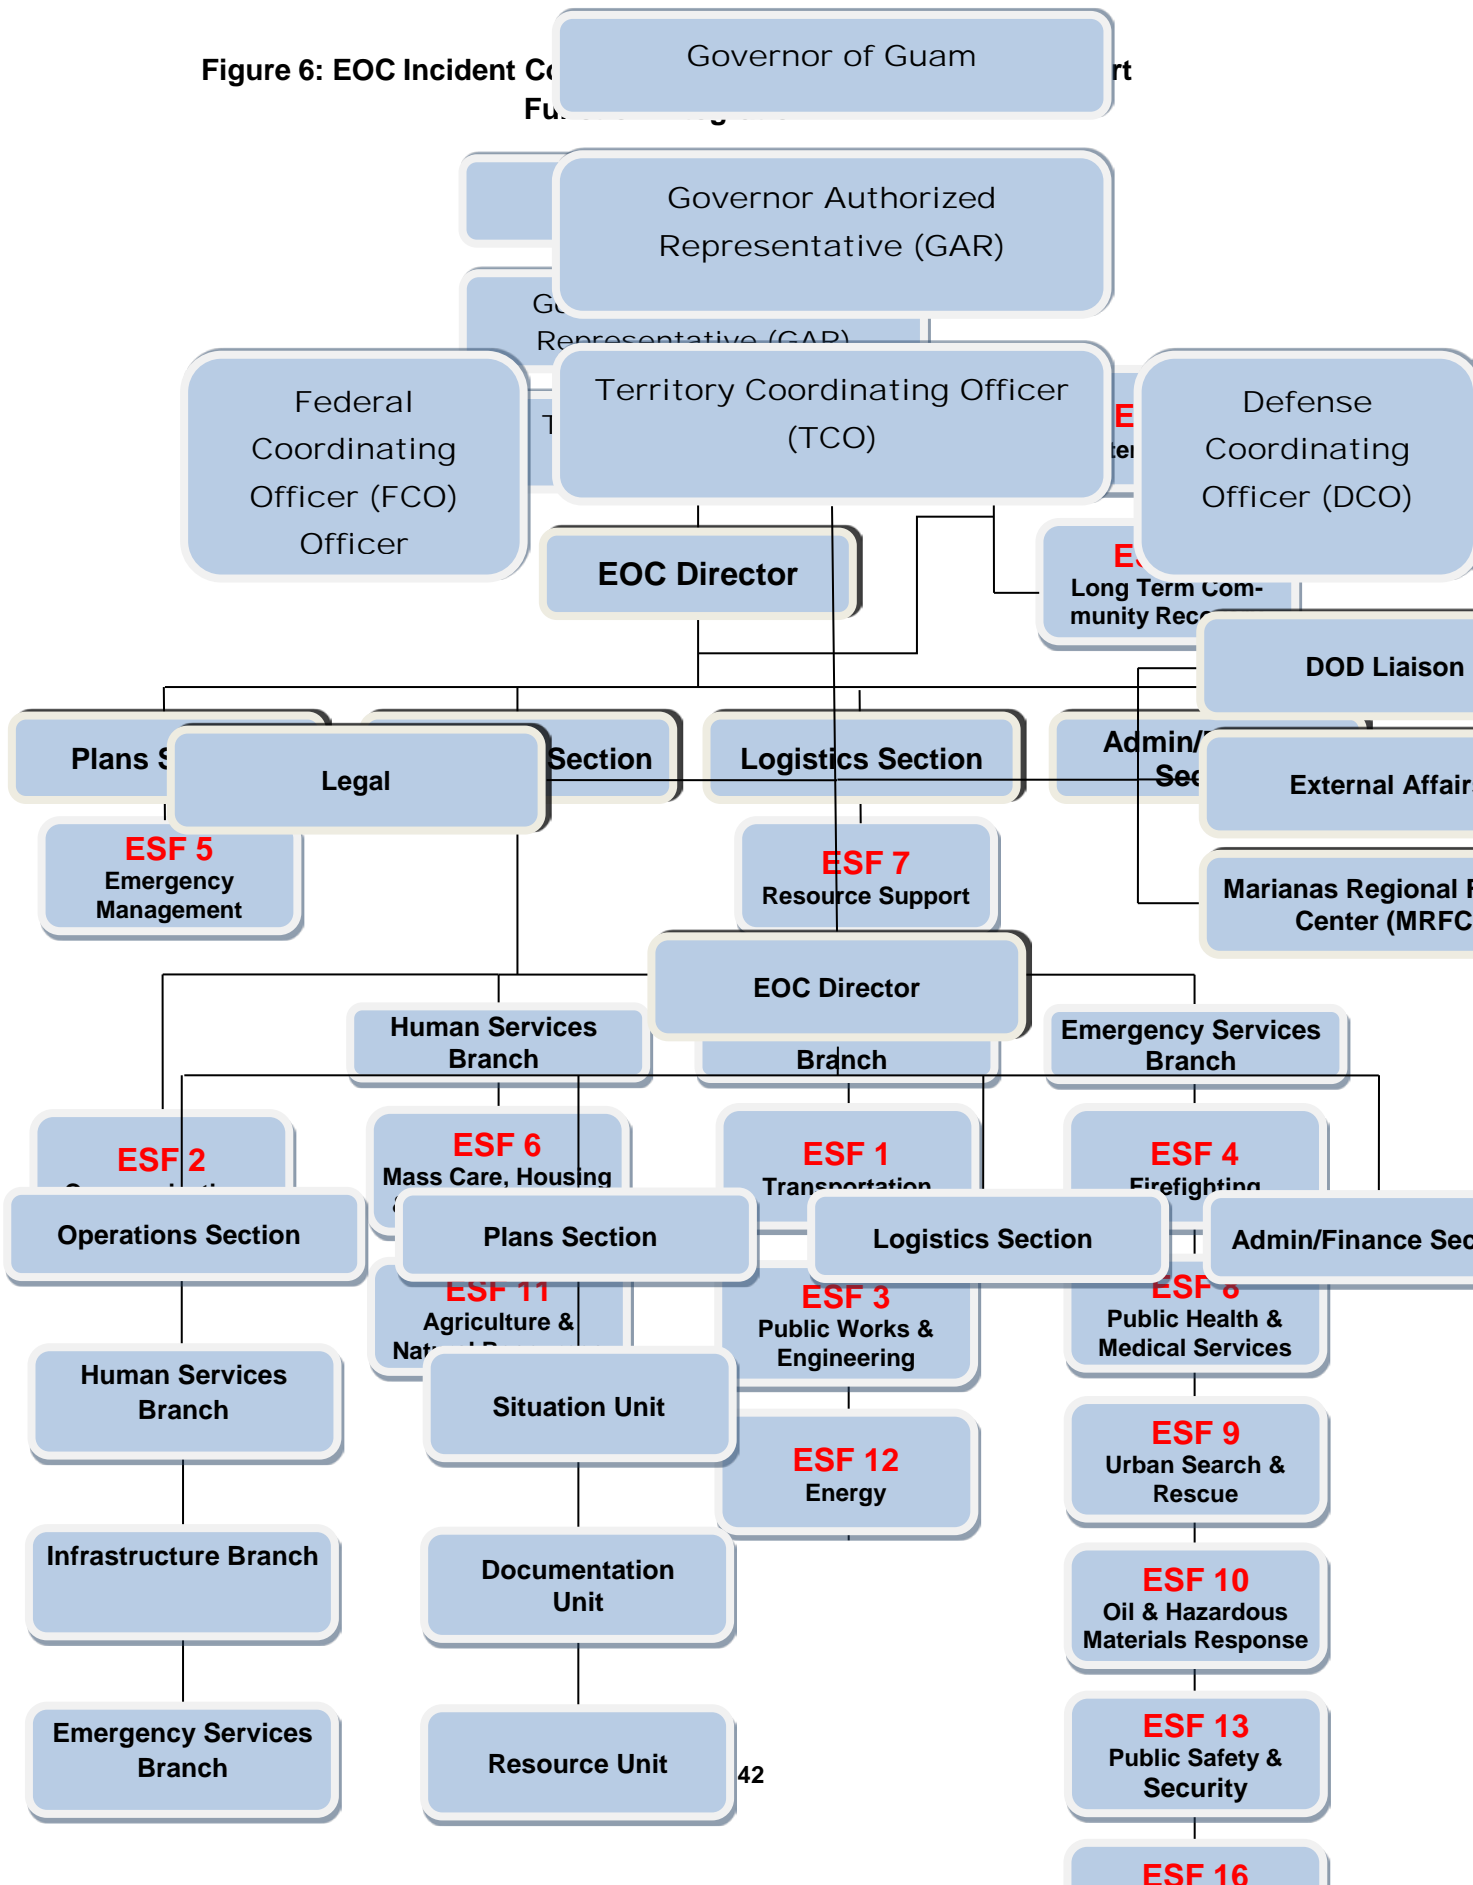 Governor of Guam
Figure 6: EOC Incident
rt
Governor Authorized
Representative (GAR)
Representative (GAR)
Territory Coordinating Officer
(TCO)
Federal
Coordinating
Officer (FCO)
Officer
Defense
Coordinating
Officer (DCO)
EOC Director
Long Term Com-
munity
DOD Liaison
Plans
Legal
Section
Logistics Section
Admin/
External
ESF 5
Emergency
Management
ESF 7
Resource Support
Marianas Regional
Center
EOC Director
Human Services
Branch
Branch
Emergency Services
Branch
ESF 2
ESF 6
Mass Care, Housing
ESF 1
Transportation
ESF 4
Firefighting
Operations Section
Plans Section
Logistics Section
Admin/Finance
ESF 11
Agriculture &
ESF 3
Public Works &
Engineering
ESF 8
Public Health &
Medical Services
Human Services
Branch
Situation Unit
ESF 12
Energy
ESF 9
Urban Search &
Rescue
Infrastructure Branch
Documentation
Unit
ESF 10
Oil & Hazardous
Materials Response
Emergency Services
Branch
Resource Unit
42
ESF 13
Public Safety &
Security
ESF 16